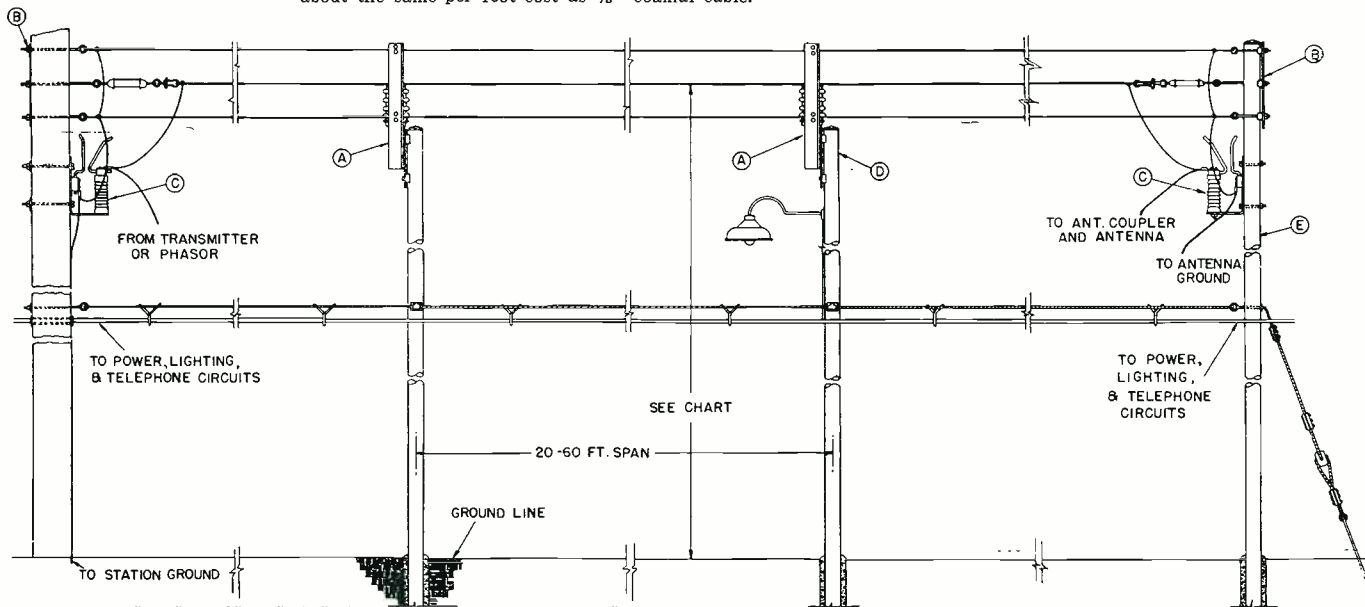 about the same per foot cost as ⅞" coaxial cable.
B
B
A
A
D
C
C
E
FROM TRANSMITTER
OR PHASOR
TO ANT. COUPLER
AND ANTENNA
TO ANTENNA
GROUND
TO POWER, LIGHTING,
& TELEPHONE CIRCUITS
TO POWER,
LIGHTING,
& TELEPHONE
CIRCUITS
SEE CHART
20-60 FT. SPAN
GROUND LINE
TO STATION GROUND